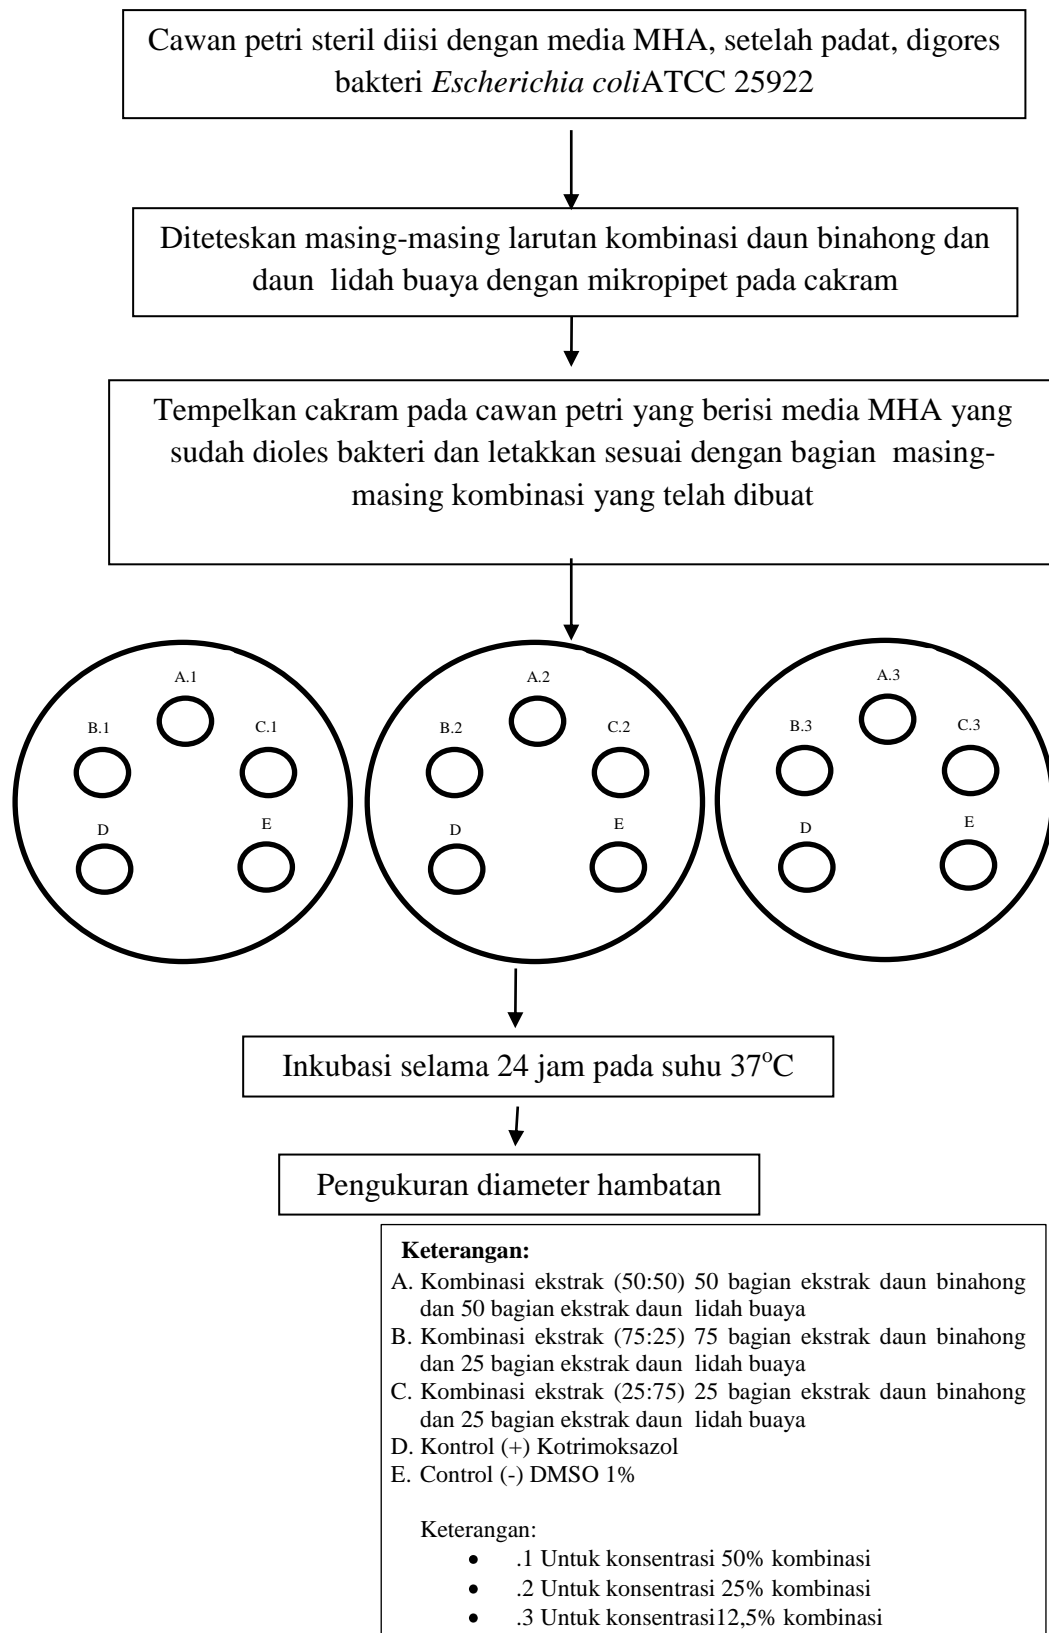 Cawan petri steril diisi dengan media MHA, setelah padat, digores
bakteri Escherichia coliATCC 25922
Diteteskan masing-masing larutan kombinasi daun binahong dan
daun lidah buaya dengan mikropipet pada cakram
Tempelkan cakram pada cawan petri yang berisi media MHA yang
sudah dioles bakteri dan letakkan sesuai dengan bagian masing-
masing kombinasi yang telah dibuat
A.1
B.1
C.1
D
E
A.2
B.2
C.2
D
E
A.3
B.3
C.3
D
E
Inkubasi selama 24 jam pada suhu 37°C
Pengukuran diameter hambatan
Keterangan:
A. Kombinasi ekstrak (50:50) 50 bagian ekstrak daun binahong
dan 50 bagian ekstrak daun lidah buaya
B. Kombinasi ekstrak (75:25) 75 bagian ekstrak daun binahong
dan 25 bagian ekstrak daun lidah buaya
C. Kombinasi ekstrak (25:75) 25 bagian ekstrak daun binahong
dan 25 bagian ekstrak daun lidah buaya
D. Kontrol (+) Kotrimoksazol
E. Control (-) DMSO 1%
Keterangan:
• .1 Untuk konsentrasi 50% kombinasi
• .2 Untuk konsentrasi 25% kombinasi
• .3 Untuk konsentrasi12,5% kombinasi